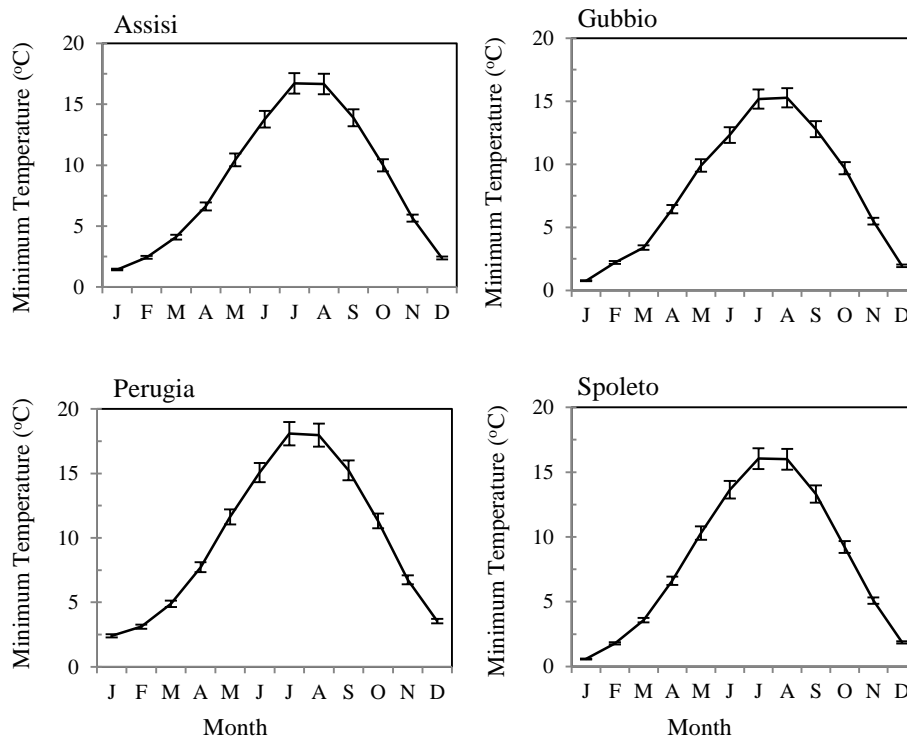 Assisi
Minimum Temperature (°C)
20
15
10
5
0
J F M A M J J A S O N D
Gubbio
Minimum Temperature (°C)
20
15
10
5
0
J F M A M J J A S O N D
Perugia
Minimum Temperature (°C)
20
15
10
5
0
J F M A M J J A S O N D
Month
Spoleto
Minimum Temperature (°C)
20
15
10
5
0
J F M A M J J A S O N D
Month